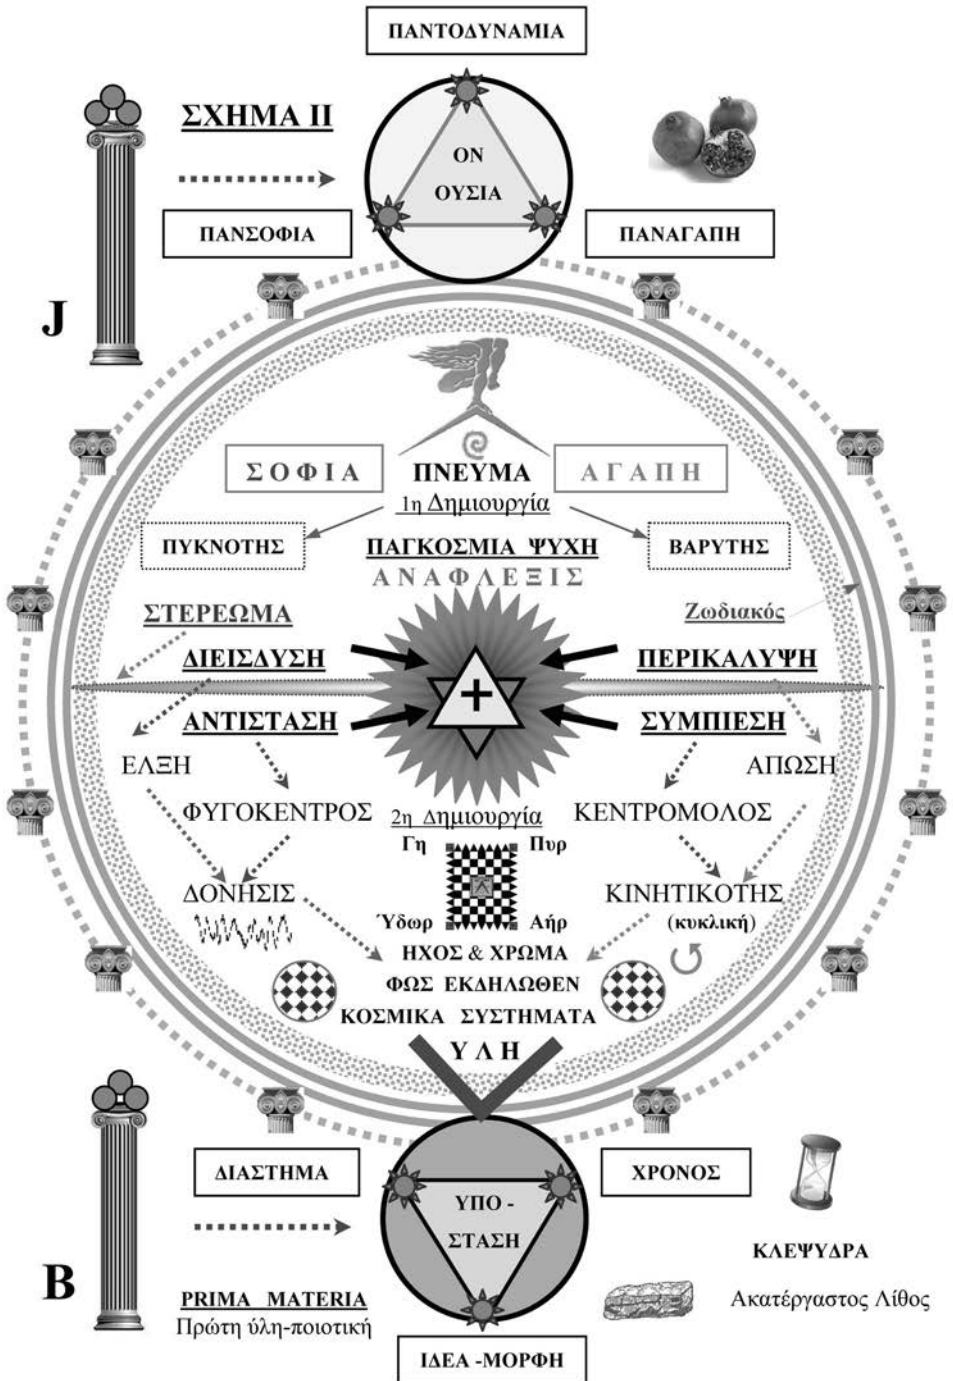 ΠΑΝΤΟΔΥΝΑΜΙΑ
ΣΧΗΜΑ ΙΙ
ΟΝ
ΟΥΣΙΑ
ΠΑΝΣΟΦΙΑ
ΠΑΝΑΓΑΠΗ
J
ΣΟΦΙΑ
ΠΝΕΥΜΑ
ΑΓΑΠΗ
1η Δημιουργία
ΠΥΚΝΟΤΗΣ
ΠΑΓΚΟΣΜΙΑ ΨΥΧΗ
ΒΑΡΥΤΗΣ
ΑΝΑΦΛΕΞΙΣ
ΣΤΕΡΕΩΜΑ
Ζωδιακός
ΔΙΕΙΣΔΥΣΗ
ΠΕΡΙΚΑΛΥΨΗ
ΑΝΤΙΣΤΑΣΗ
ΣΥΜΠΙΕΣΗ
ΕΛΞΗ
ΑΠΩΣΗ
ΦΥΓΟΚΕΝΤΡΟΣ
ΚΕΝΤΡΟΜΟΛΟΣ
2η Δημιουργία
Γη
Πυρ
ΔΟΝΗΣΙΣ
ΚΙΝΗΤΙΚΟΤΗΣ
(κυκλική)
Ύδωρ
Αήρ
ΗΧΟΣ & ΧΡΩΜΑ
ΦΩΣ ΕΚΔΗΛΩΘΕΝ
ΚΟΣΜΙΚΑ ΣΥΣΤΗΜΑΤΑ
ΥΛΗ
ΔΙΑΣΤΗΜΑ
ΧΡΟΝΟΣ
ΥΠΟ -
ΣΤΑΣΗ
B
ΚΛΕΨΥΔΡΑ
PRIMA MATERIA
Πρώτη ύλη-ποιοτική
Ακατέργαστος Λίθος
ΙΔΕΑ -ΜΟΡΦΗ